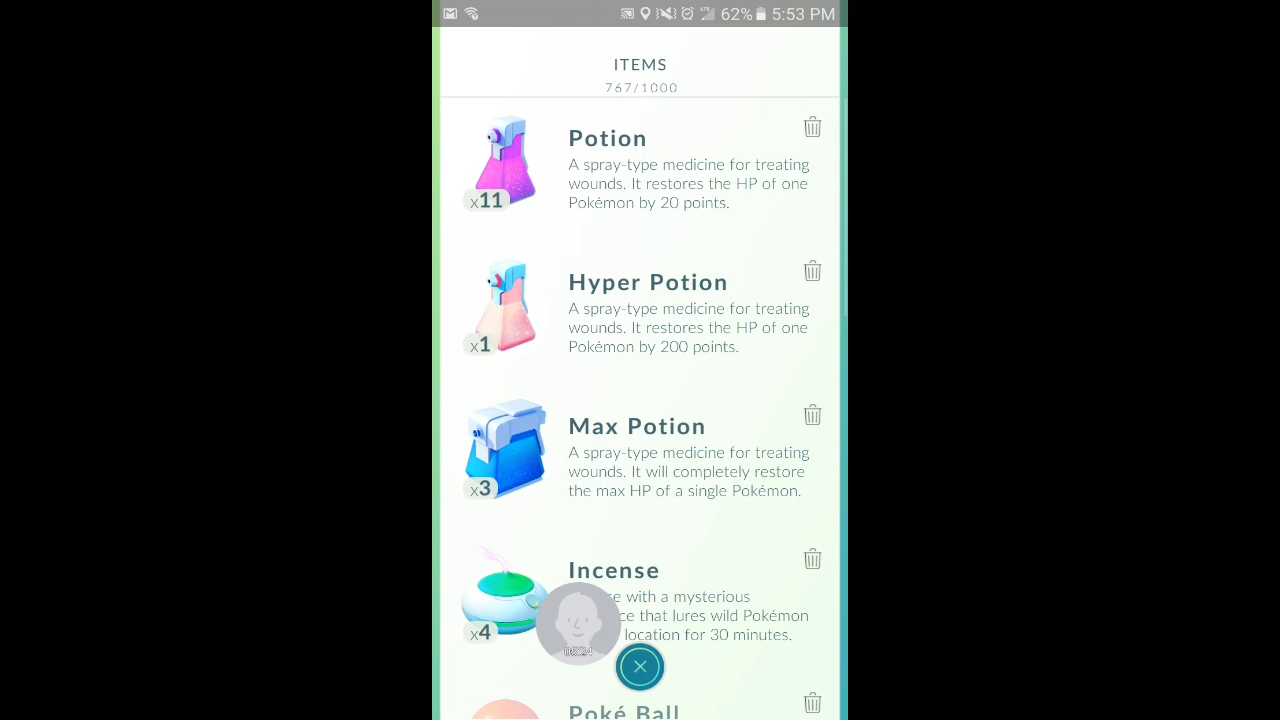 62% 5:53 PM
ITEMS
767/1000
Potion
A spray-type medicine for treating
wounds. It restores the HP of one
Pokémon by 20 points.
x11
Hyper Potion
A spray-type medicine for treating
wounds. It restores the HP of one
Pokémon by 200 points.
x1
Max Potion
A spray-type medicine for treating
wounds. It will completely restore
the max HP of a single Pokémon.
x3
Incense
with a mysterious
that lures wild Pokémon
location for 30 minutes.
x4
Poké Ball